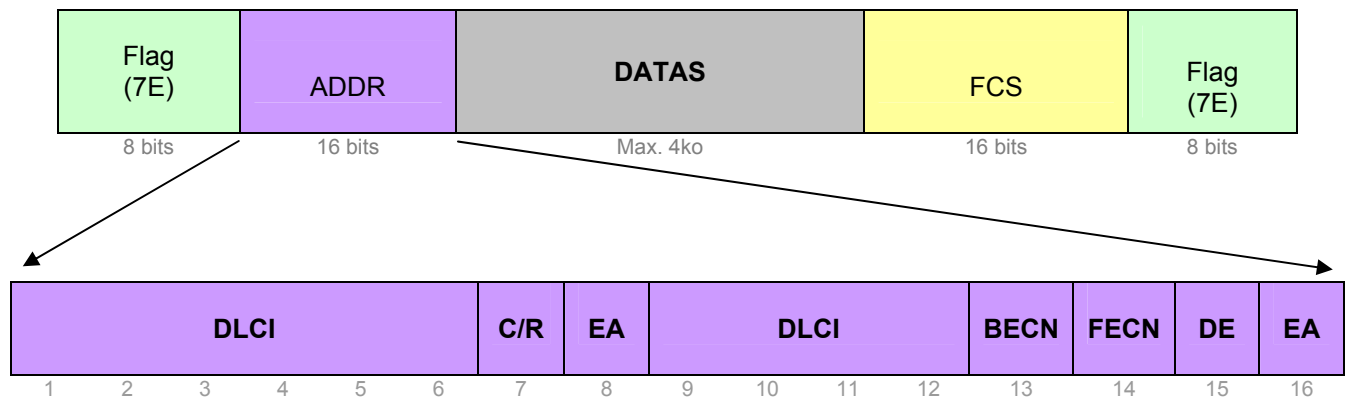 Flag
(7E)
ADDR
DATAS
FCS
Flag
(7E)
8 bits
16 bits
Max. 4ko
16 bits
8 bits
DLCI
C/R
EA
DLCI
BECN
FECN
DE
EA
1 2 3 4 5 6 7 8 9 10 11 12 13 14 15 16